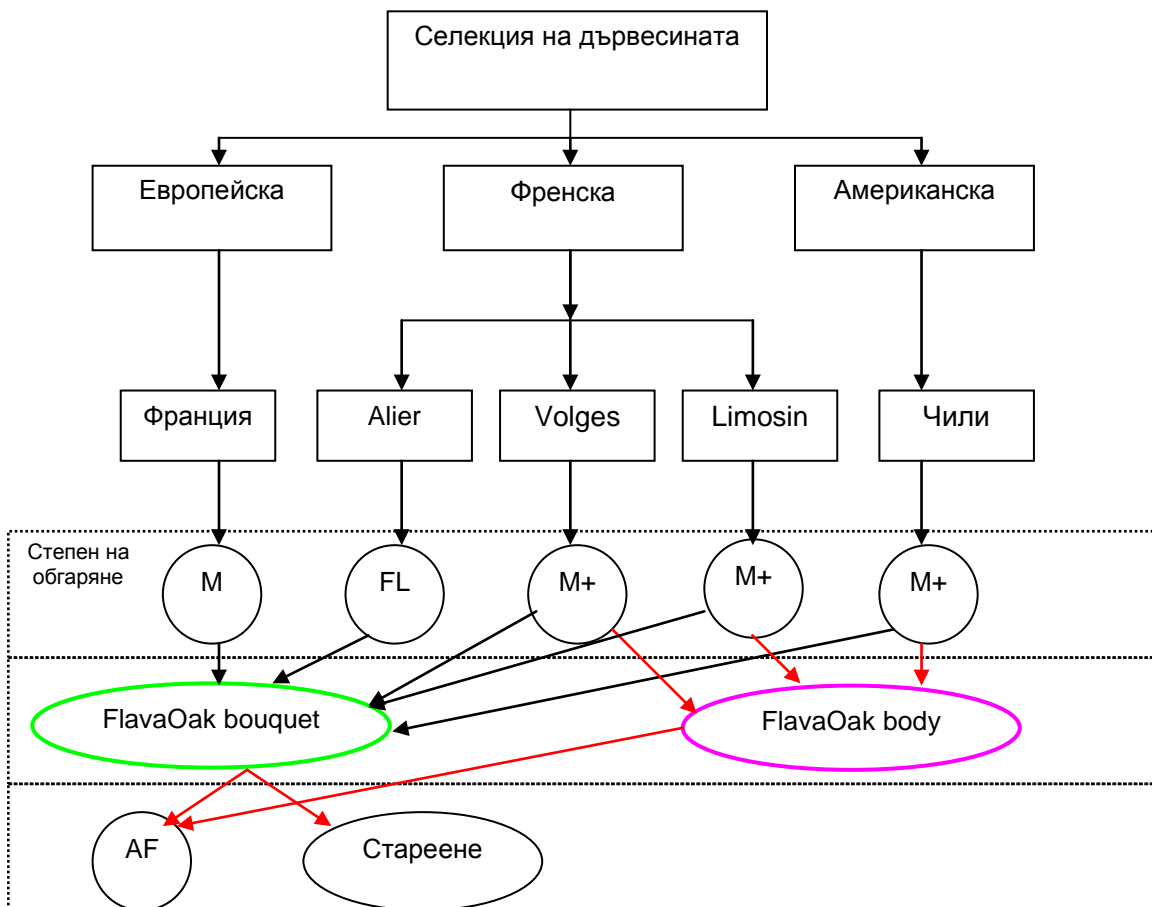 Селекция на дървесината
Европейска
Френска
Американска
Франция
Alier
Volges
Limosin
Чили
Степен на
обгаряне
M
FL
M+
M+
M+
FlavaOak bouquet
FlavaOak body
AF
Стареене